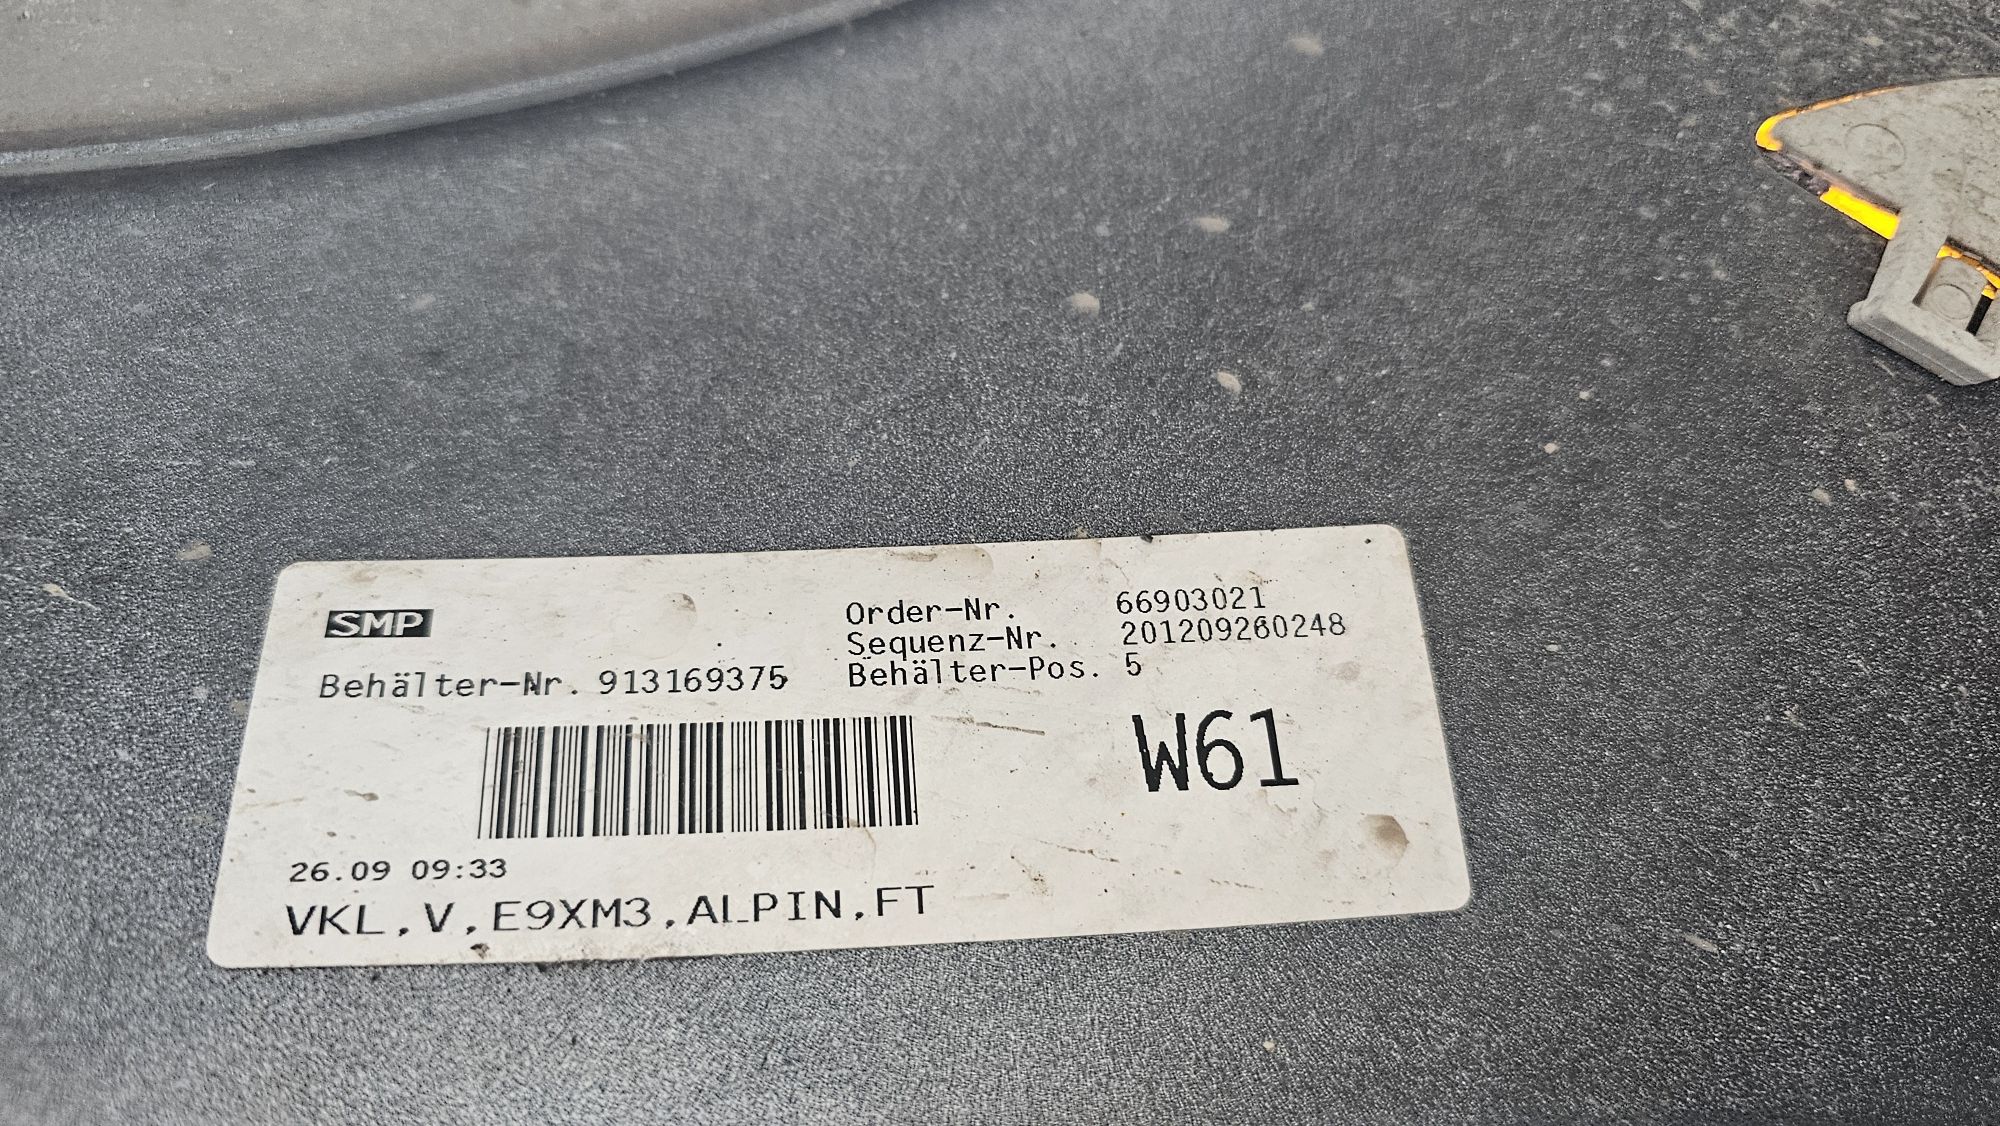 SMP
Order-Nr. 66903021
Sequenz-Nr. 201209260248
Behälter-Nr. 913169375
Behälter-Pos. 5
W61
26.09 09:33
VKL,V,E9XM3,ALPIN,FT